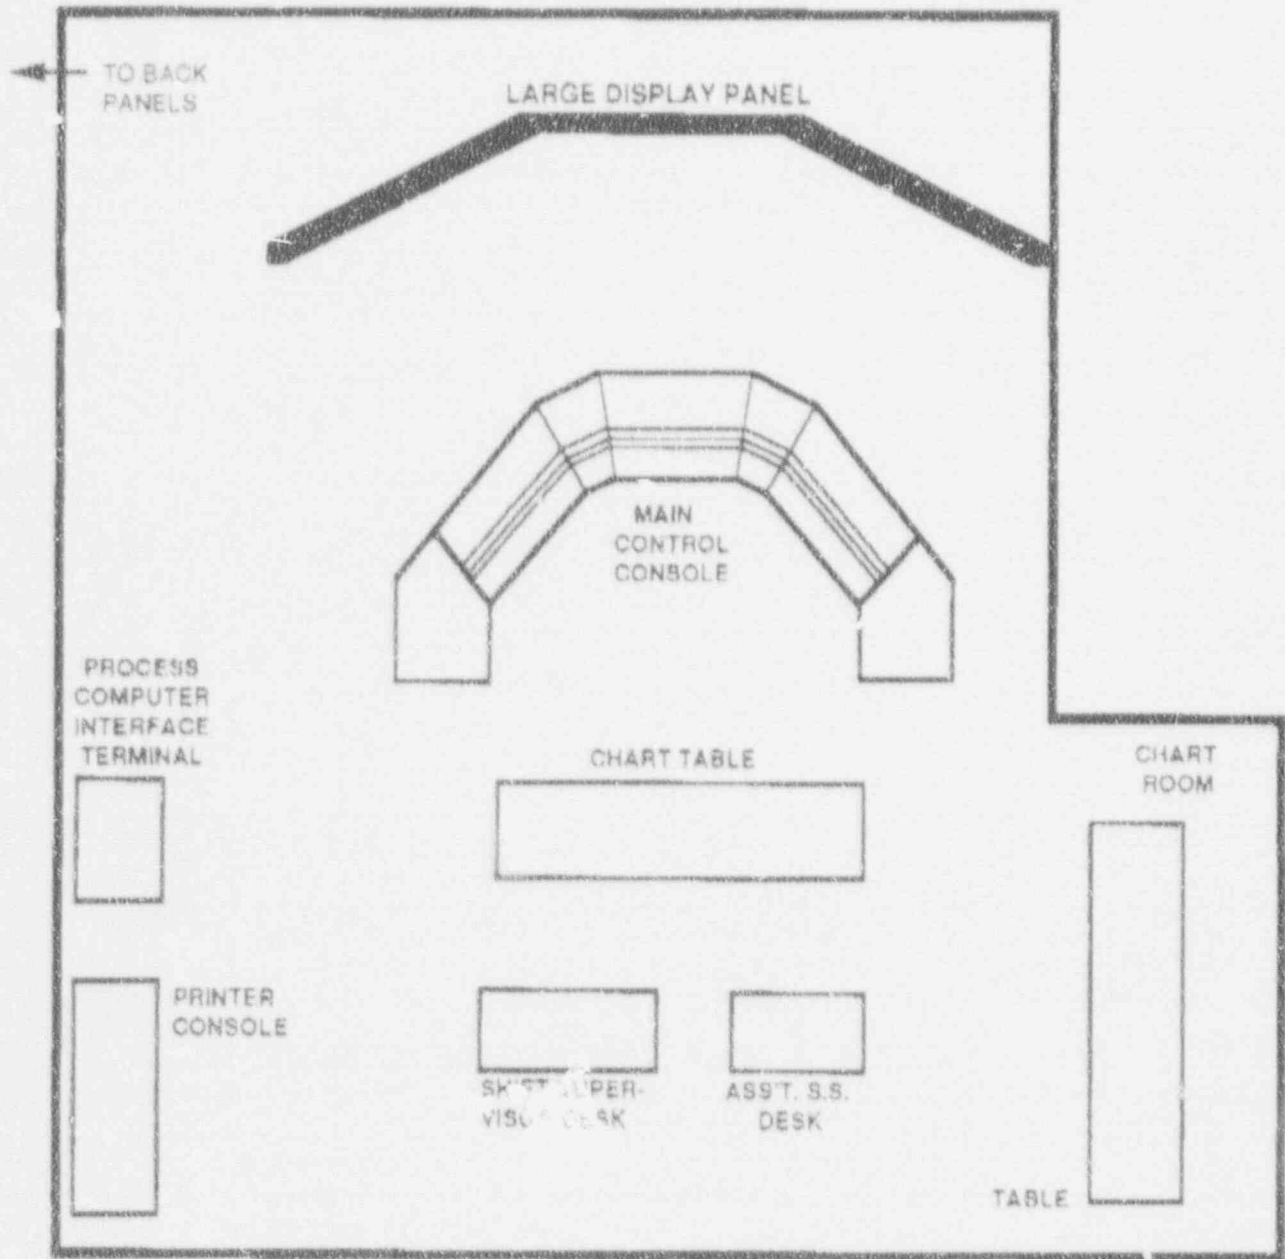 TO BACK
PANELS
LARGE DISPLAY PANEL
MAIN
CONTROL
CONSOLE
PROCESS
COMPUTER
INTERFACE
TERMINAL
CHART TABLE
CHART
ROOM
PRINTER
CONSOLE
DESK
ASS'T. S.S.
DESK
TABLE